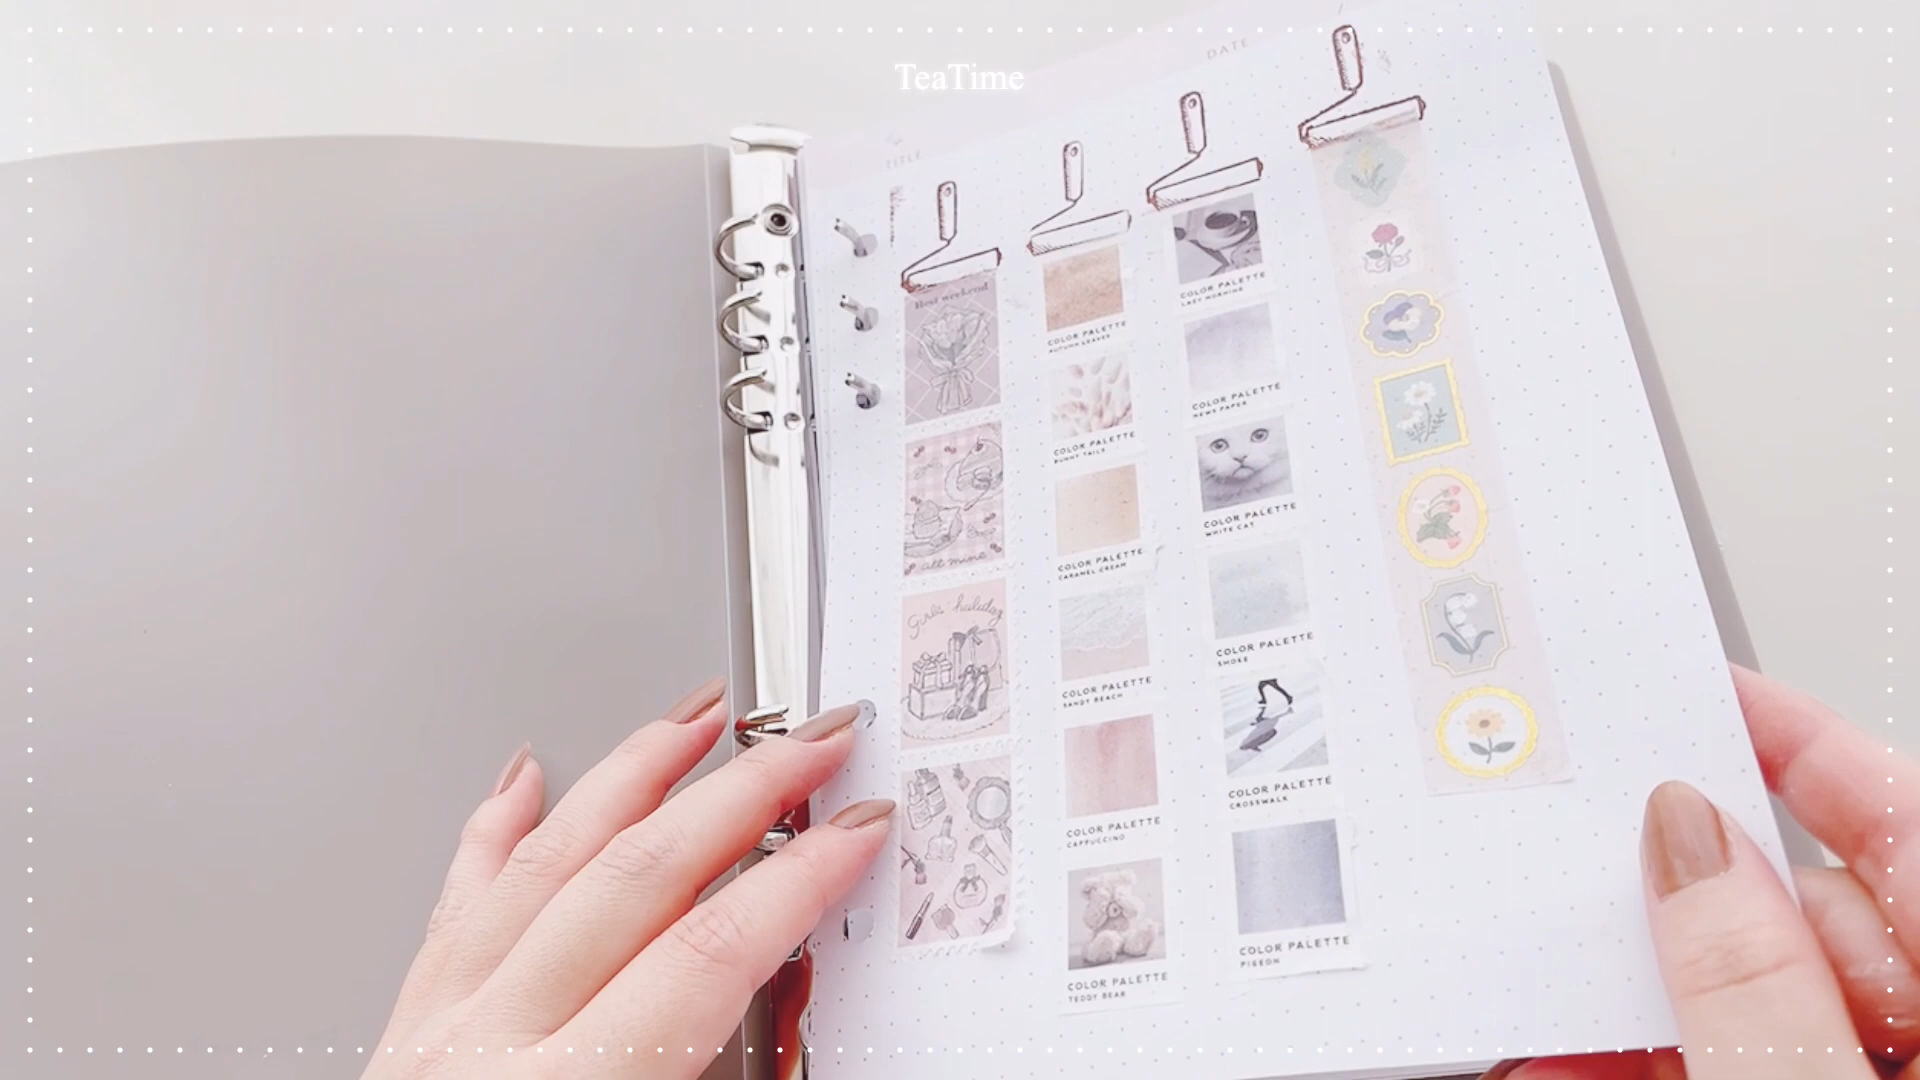 TeaTime
DATE
TITLE
Best weekend
all mine
Girls' holiday
COLOR PALETTE
AUTUMN LEAVES
COLOR PALETTE
BUNNY TAILS
COLOR PALETTE
CARAMEL CREAM
COLOR PALETTE
SANDY BEACH
COLOR PALETTE
CAPPUCCINO
COLOR PALETTE
TEDDY BEAR
COLOR PALETTE
LAZY MORNING
COLOR PALETTE
NEWS PAPER
COLOR PALETTE
WHITE CAT
COLOR PALETTE
SMOKE
COLOR PALETTE
CROSSWALK
COLOR PALETTE
PIGEON